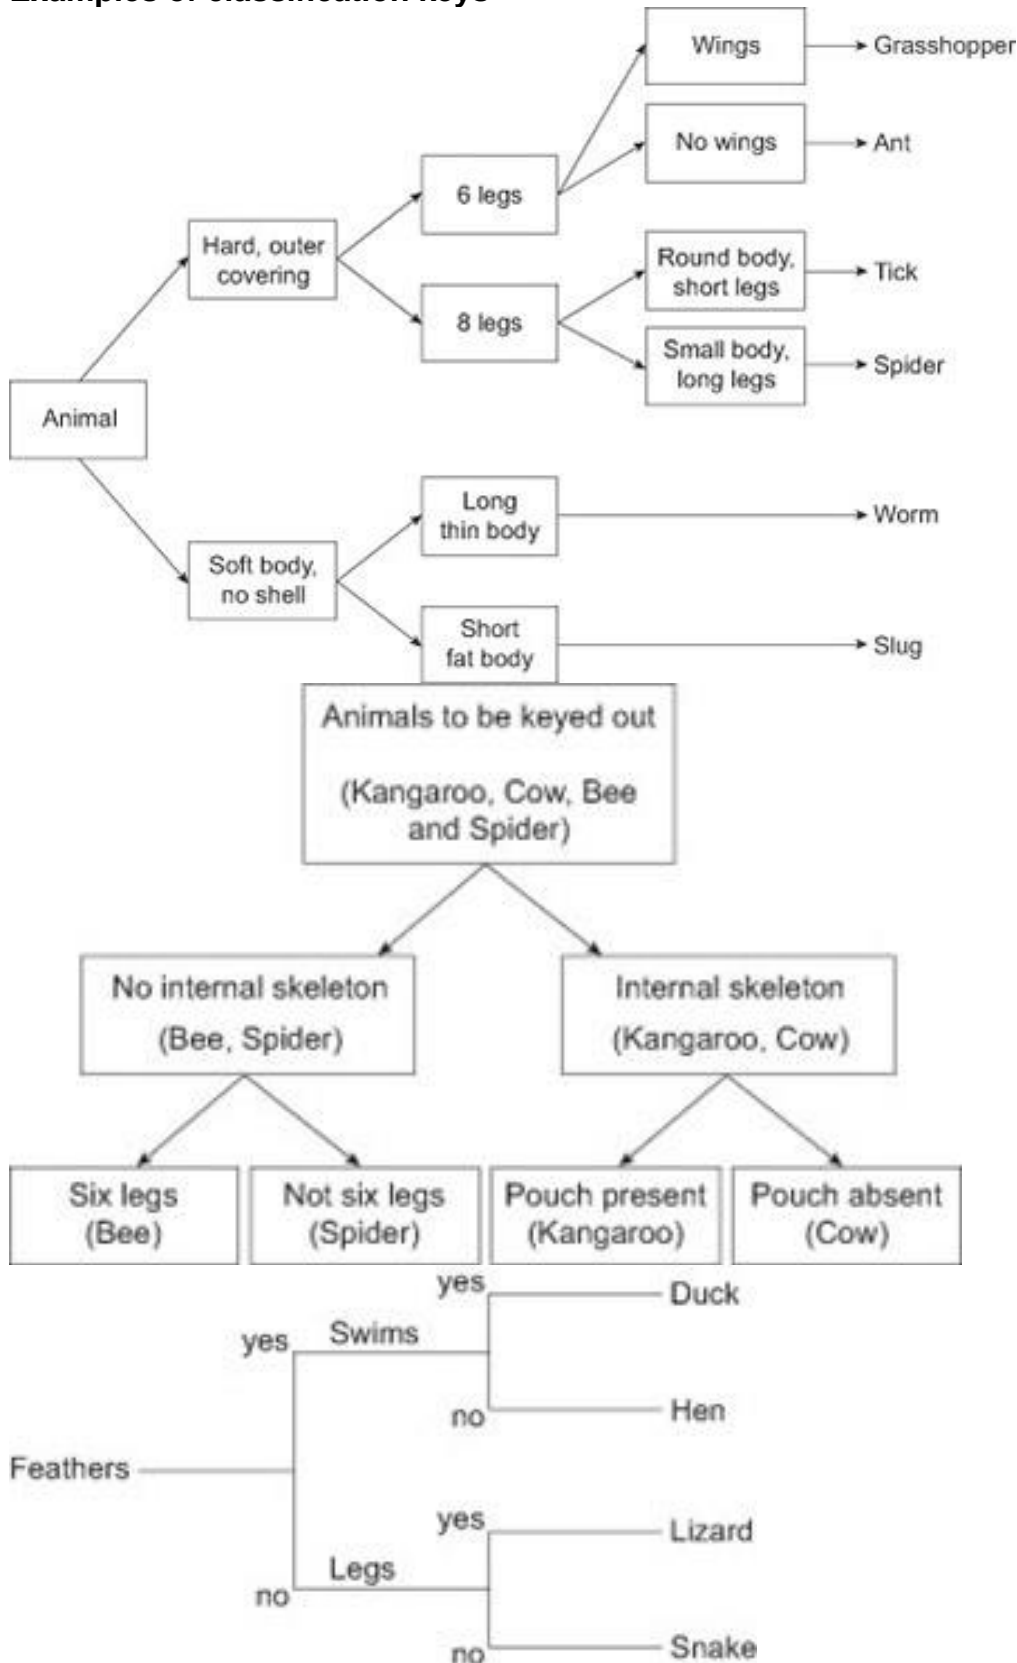 Examples of classification keys
Wings
Grasshopper
No wings
Ant
6 legs
Hard, outer
covering
Round body,
short legs
Tick
8 legs
Small body,
long legs
Spider
Animal
Long
thin body
Worm
Soft body,
no shell
Short
fat body
Slug
Animals to be keyed out
(Kangaroo, Cow, Bee
and Spider)
No internal skeleton
(Bee, Spider)
Internal skeleton
(Kangaroo, Cow)
Six legs
(Bee)
Not six legs
(Spider)
Pouch present
(Kangaroo)
Pouch absent
(Cow)
Feathers
yes
Swims
yes
Duck
no
Hen
no
Legs
yes
Lizard
no
Snake